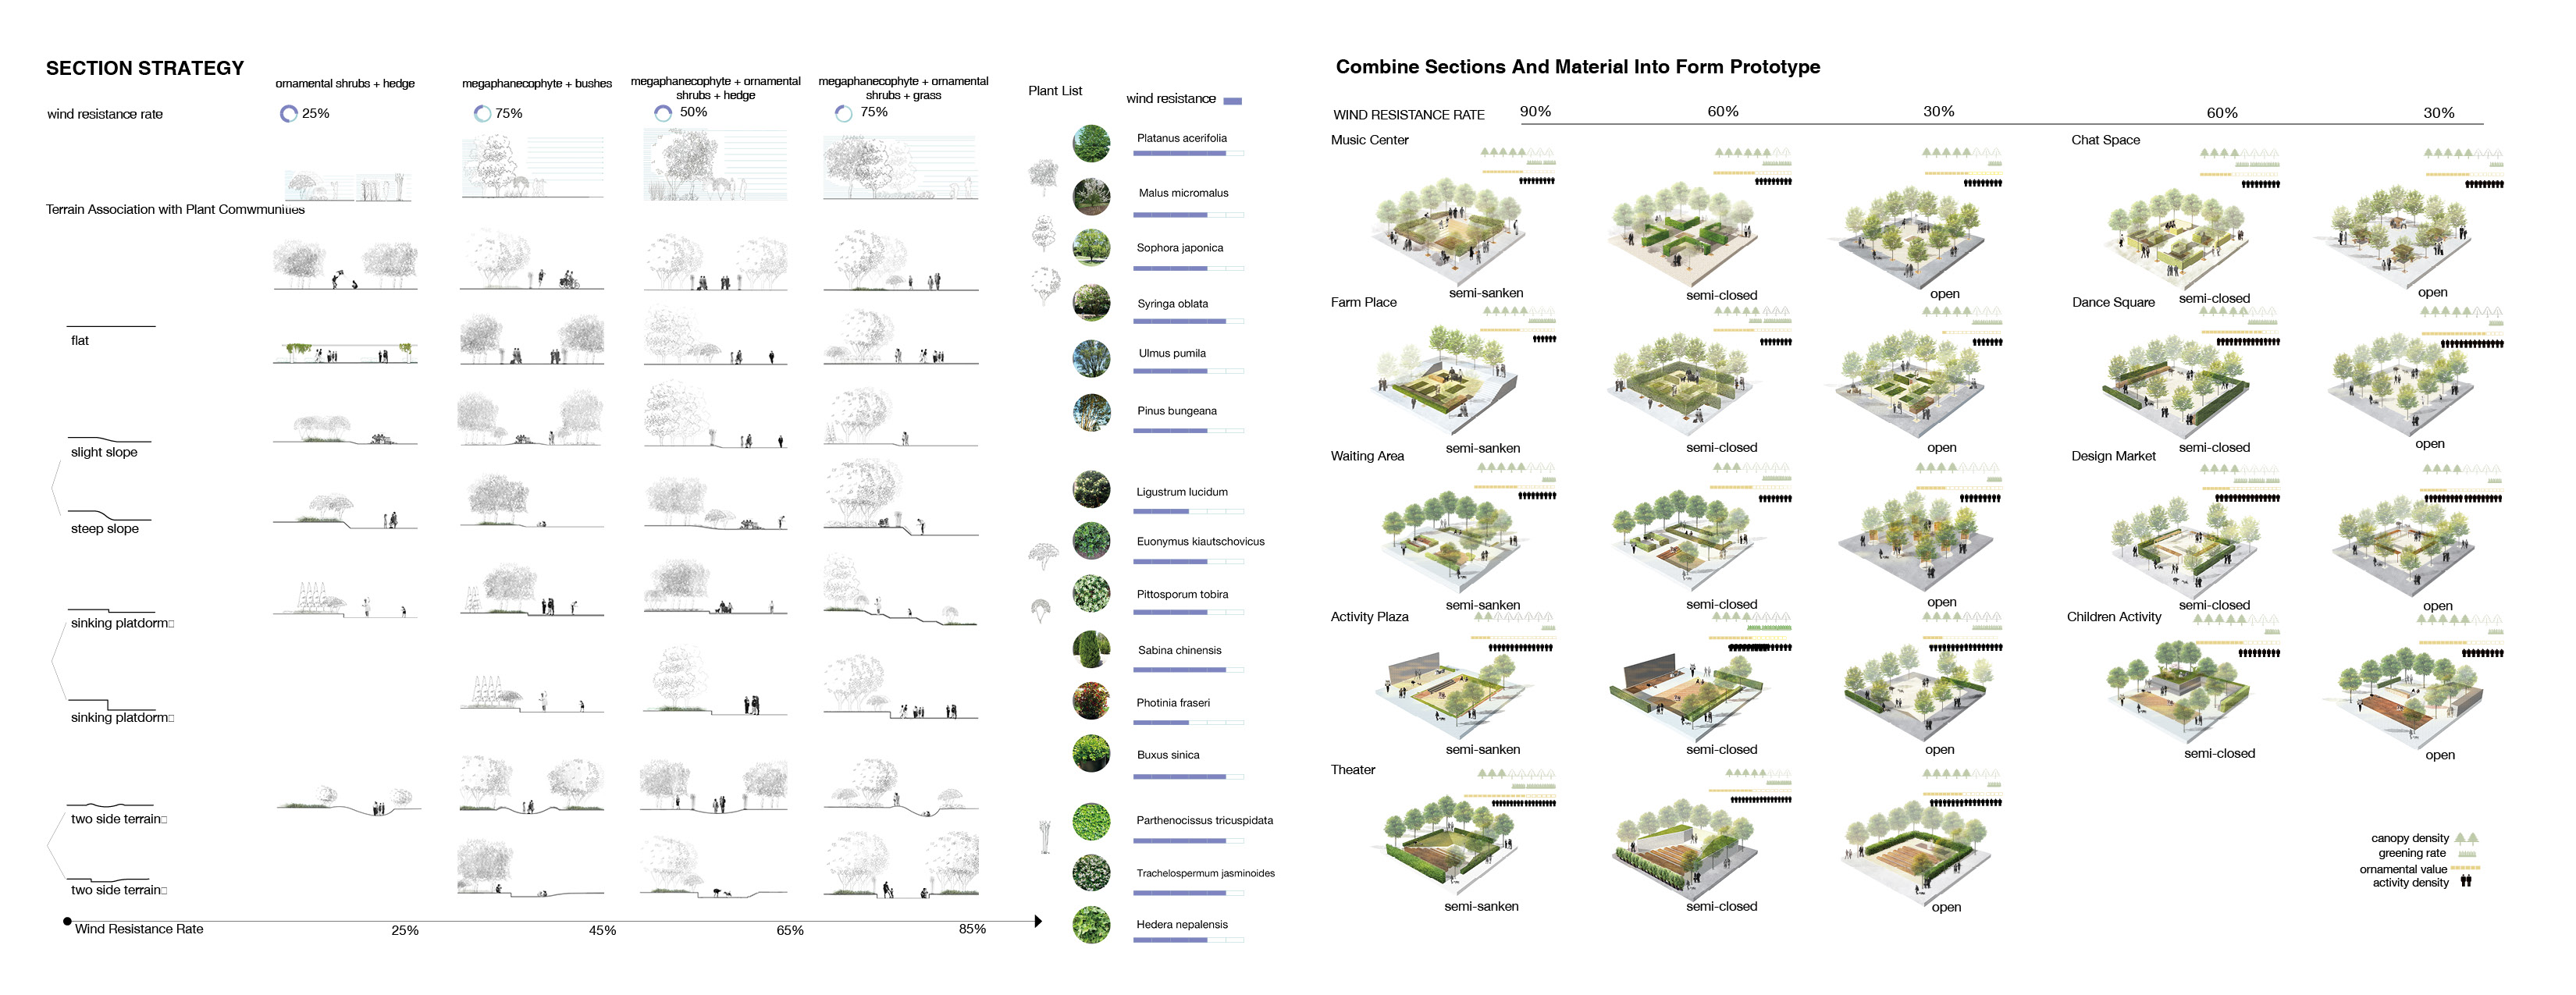 SECTION STRATEGY
ornamental shrubs + hedge
megaphanecophyte + bushes
megaphanecophyte + ornamental
shrubs + hedge
megaphanecophyte + ornamental
shrubs + grass
wind resistance rate
25%
75%
50%
75%
Terrain Association with Plant Comwmunities
flat
slight slope
steep slope
sinking platdorm□
sinking platdorm□
two side terrain□
two side terrain□
Wind Resistance Rate
25%
45%
65%
85%
Plant List
wind resistance
Platanus acerifolia
Malus micromalus
Sophora japonica
Syringa oblata
Ulmus pumila
Pinus bungeana
Ligustrum lucidum
Euonymus kiautschovicus
Pittosporum tobira
Sabina chinensis
Photinia fraseri
Buxus sinica
Parthenocissus tricuspidata
Trachelospermum jasminoides
Hedera nepalensis
Combine Sections And Material Into Form Prototype
WIND RESISTANCE RATE
90%
60%
30%
60%
30%
Music Center
semi-sanken
semi-closed
open
Chat Space
semi-closed
open
Farm Place
semi-sanken
semi-closed
open
Dance Square
semi-closed
open
Waiting Area
semi-sanken
semi-closed
open
Design Market
semi-closed
open
Activity Plaza
semi-sanken
semi-closed
open
Children Activity
semi-closed
open
Theater
semi-sanken
semi-closed
open
canopy density
greening rate
ornamental value
activity density